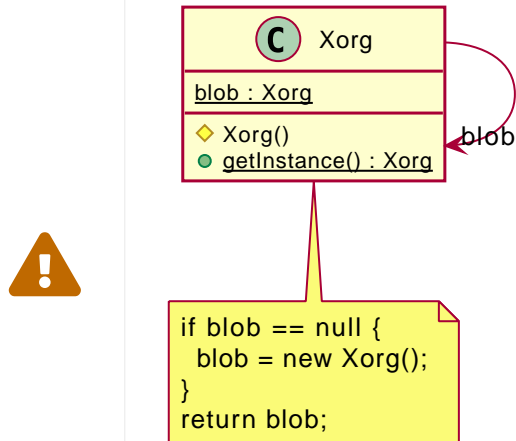 C Xorg
blob : Xorg
Xorg()
getInstance() : Xorg
blob
if blob == null {
blob = new Xorg();
}
return blob;